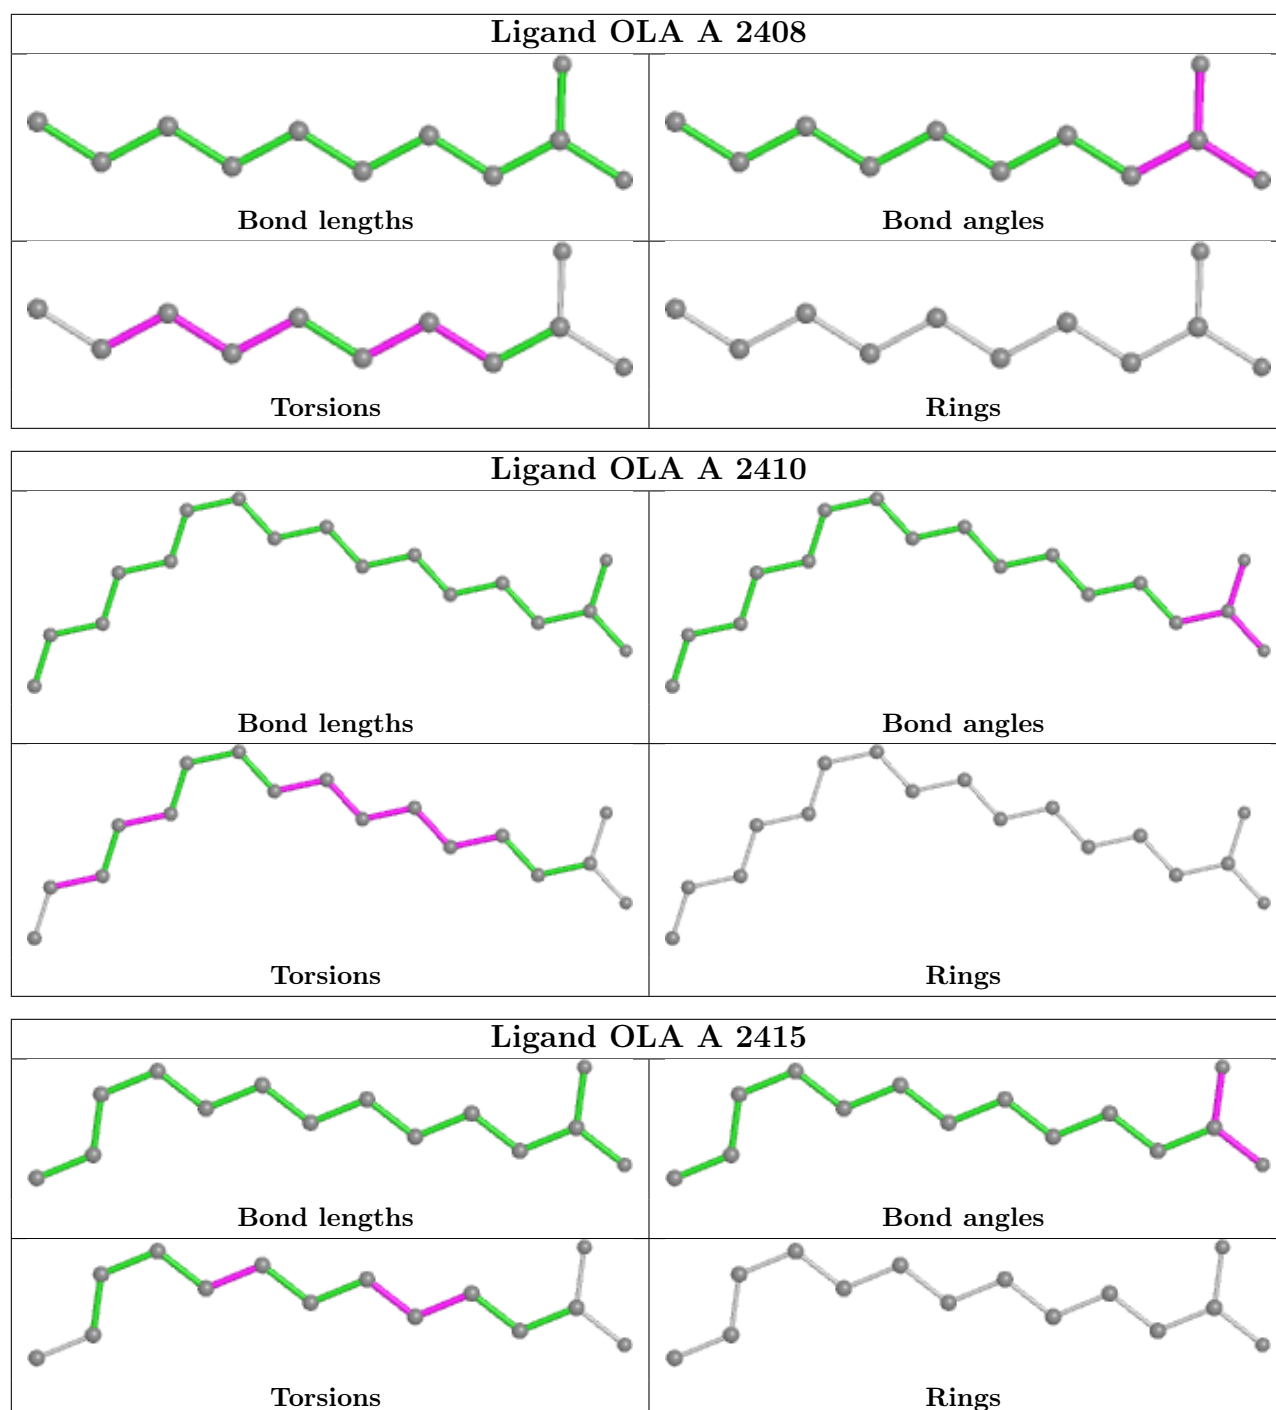 Ligand OLA A 2408
Bond lengths
Bond angles
Torsions
Rings
Ligand OLA A 2410
Bond lengths
Bond angles
Torsions
Rings
Ligand OLA A 2415
Bond lengths
Bond angles
Torsions
Rings